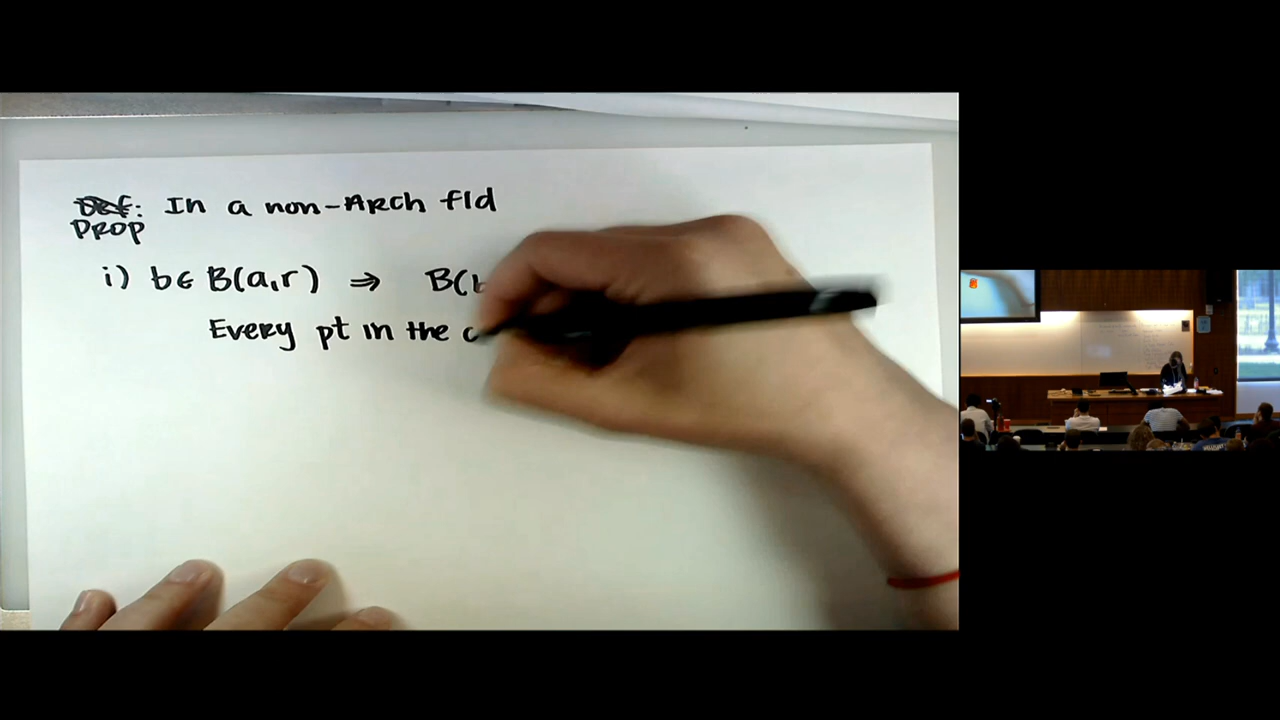 Def: In a non-Arch fld
Prop
i) b∈ B(a,r) ⇒ B(b
Every pt in the